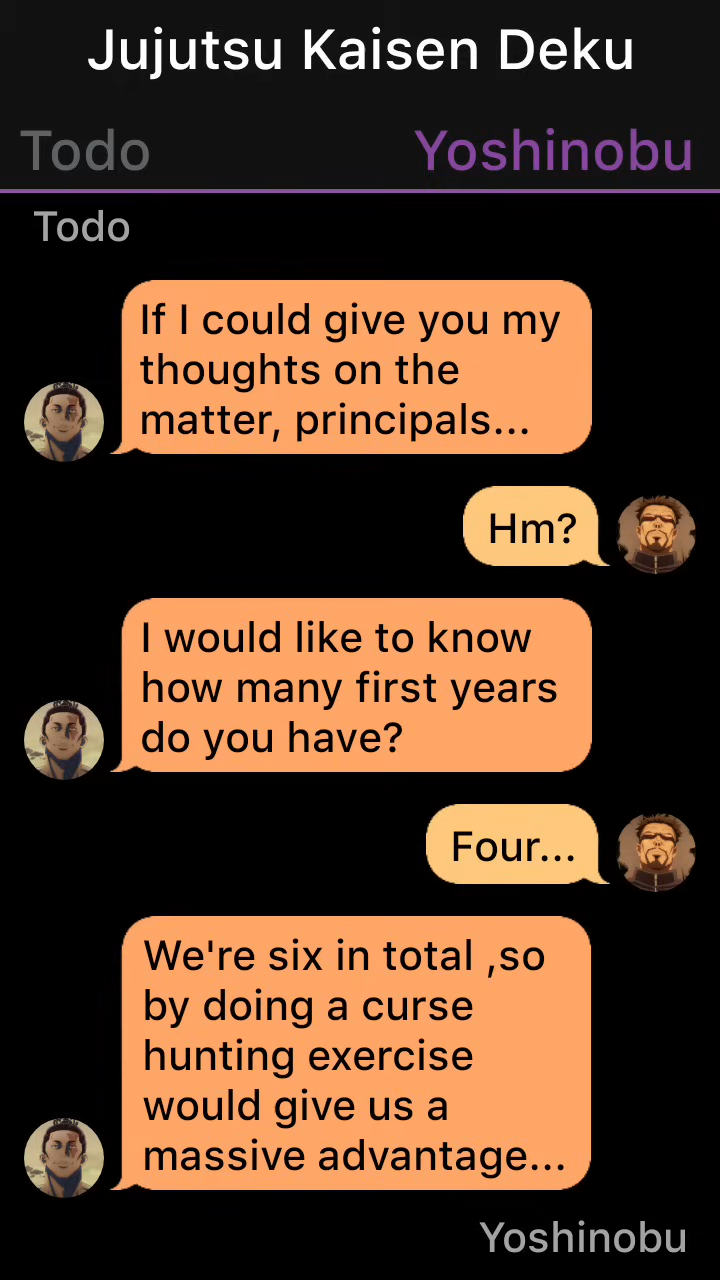 Jujutsu Kaisen Deku
Todo Yoshinobu
Todo
If I could give you my
thoughts on the
matter, principals...
Hm?
I would like to know
how many first years
do you have?
Four...
We're six in total ,so
by doing a curse
hunting exercise
would give us a
massive advantage...
Yoshinobu